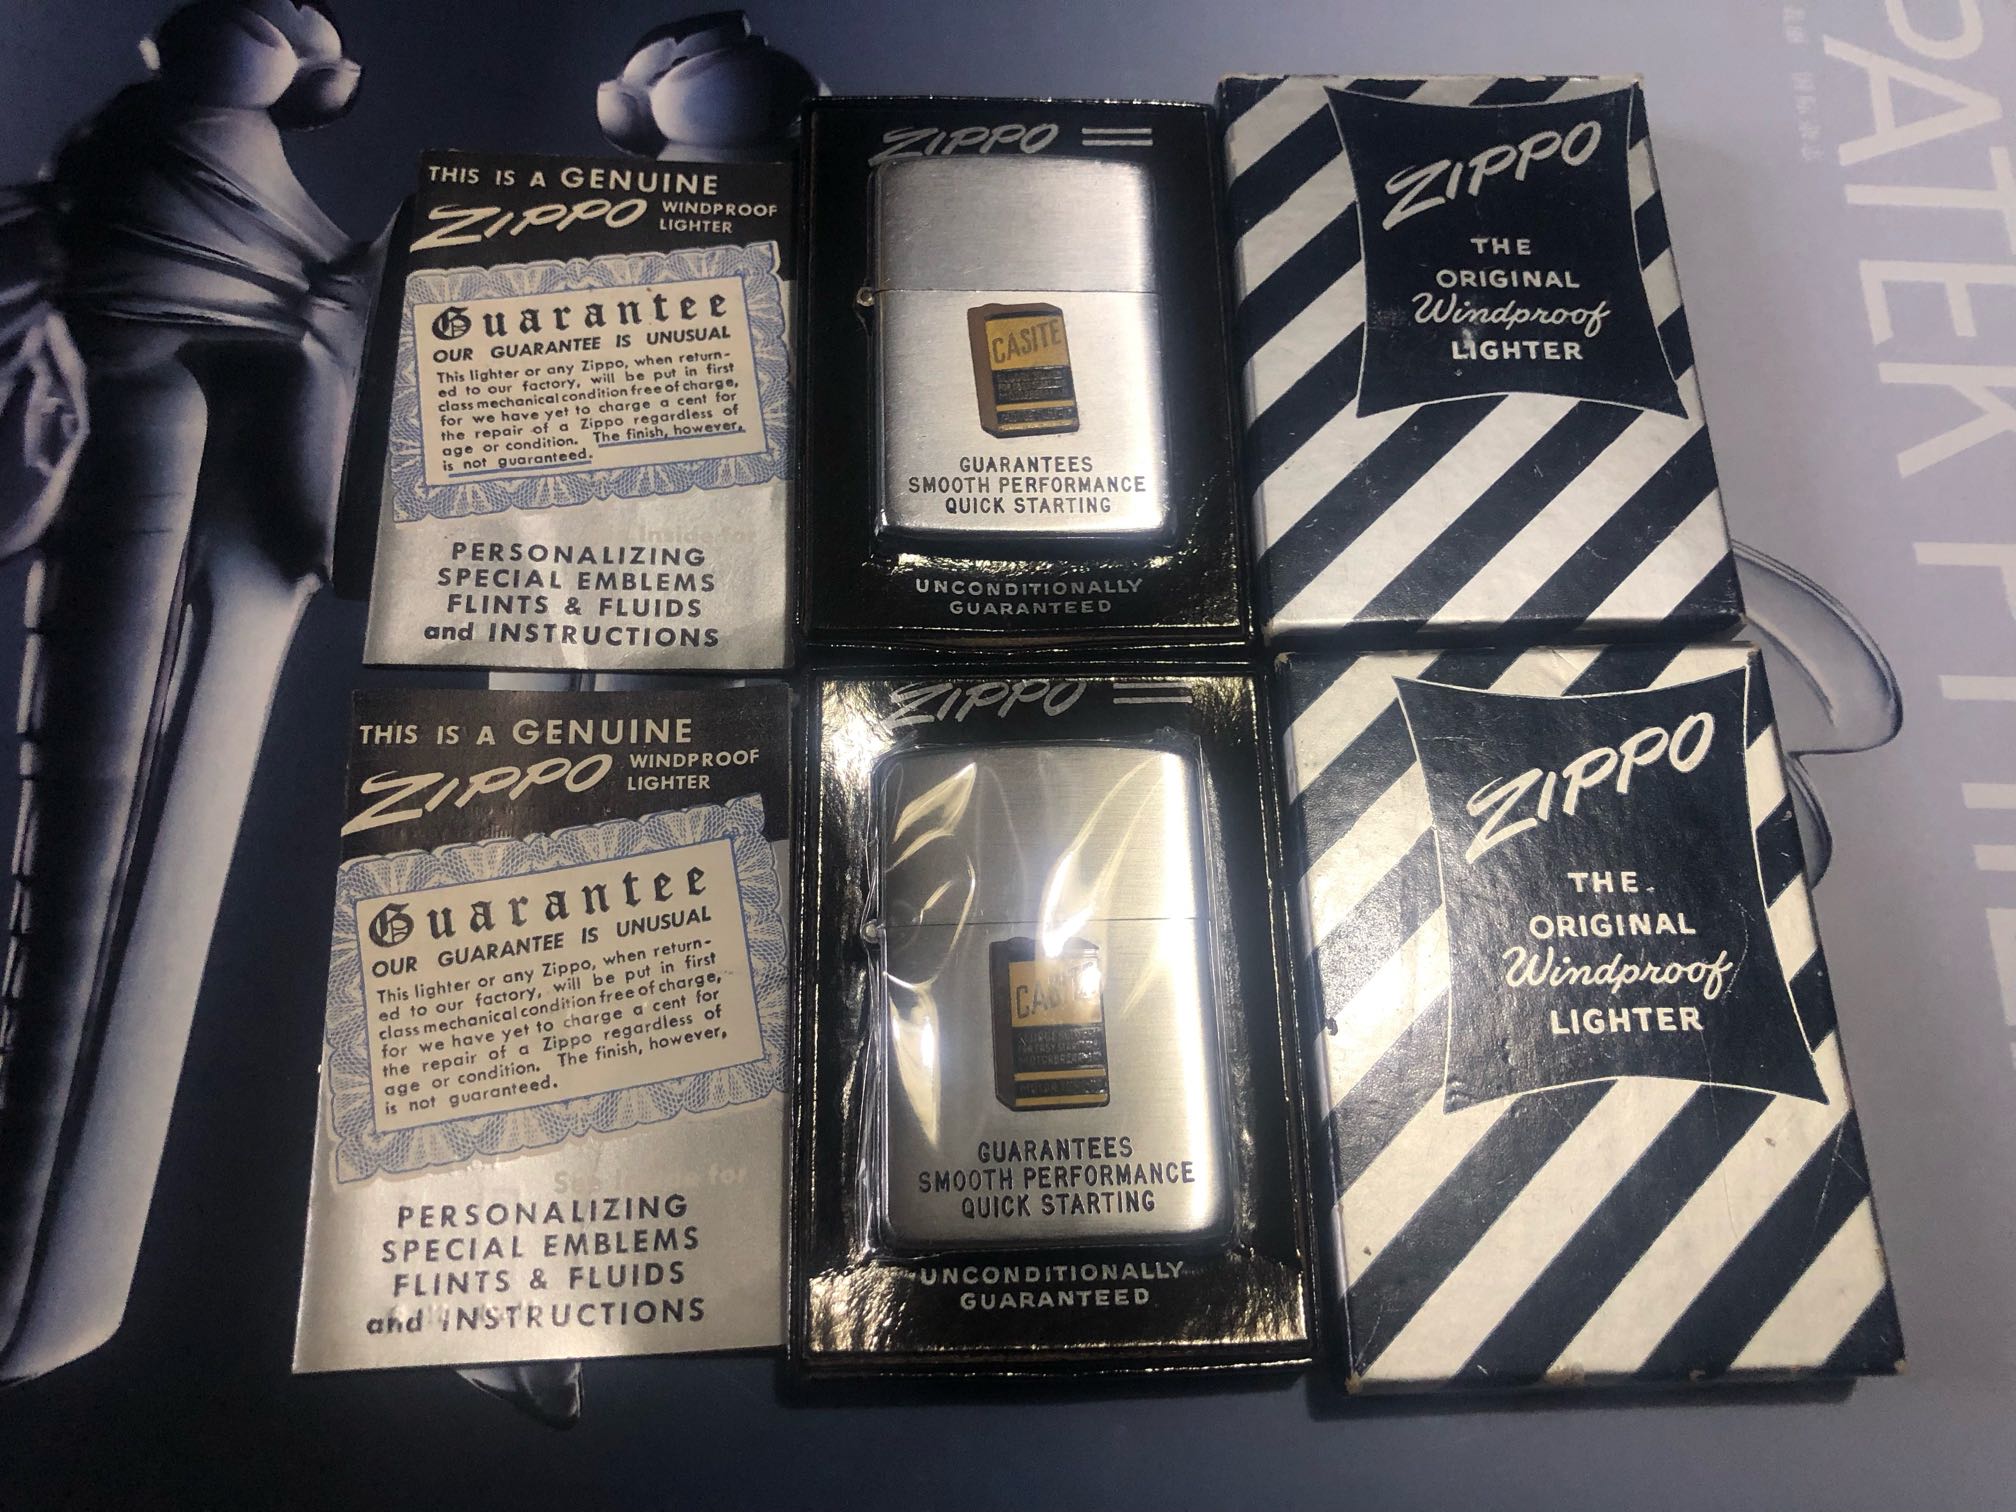 THIS IS A GENUINE
ZIPPO WINDPROOF
LIGHTER
Guarantee
OUR GUARANTEE IS UNUSUAL
This lighter or any Zippo, when return-
ed to our factory, will be put in first
class mechanical condition free of charge,
for we have yet to charge a cent for
the repair of a Zippo regardless of
age or condition. The finish, however,
is not guaranteed.
Inside for
PERSONALIZING
SPECIAL EMBLEMS
FLINTS & FLUIDS
and INSTRUCTIONS
ZIPPO
CASITE
GUARANTEES
SMOOTH PERFORMANCE
QUICK STARTING
UNCONDITIONALLY
GUARANTEED
ZIPPO
THE
ORIGINAL
Windproof
LIGHTER
THIS IS A GENUINE
ZIPPO WINDPROOF
LIGHTER
Guarantee
OUR GUARANTEE IS UNUSUAL
This lighter or any Zippo, when return-
ed to our factory, will be put in first
class mechanical condition free of charge,
for we have yet to charge a cent for
the repair of a Zippo regardless of
age or condition. The finish, however,
is not guaranteed.
See Inside for
PERSONALIZING
SPECIAL EMBLEMS
FLINTS & FLUIDS
and INSTRUCTIONS
ZIPPO
CASITE
GUARANTEES
SMOOTH PERFORMANCE
QUICK STARTING
UNCONDITIONALLY
GUARANTEED
ZIPPO
THE
ORIGINAL
Windproof
LIGHTER
PATEK